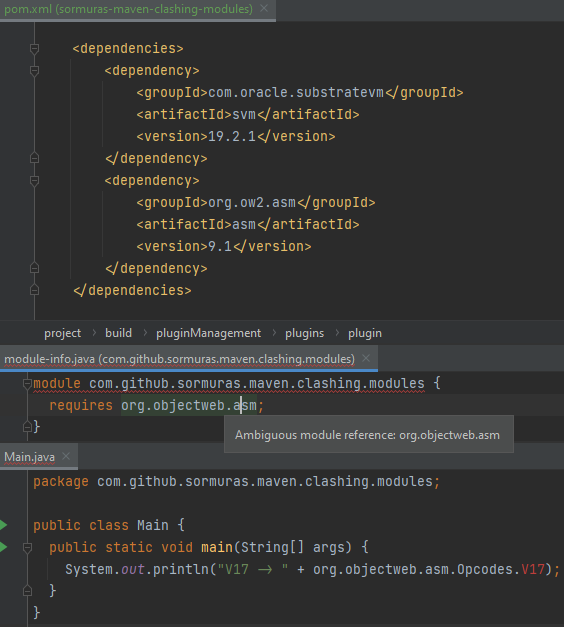 pom.xml (sormuras-maven-clashing-modules)
<dependencies>
<dependency>
<groupId>com.oracle.substratevm</groupId>
<artifactId>svm</artifactId>
<version>19.2.1</version>
</dependency>
<dependency>
<groupId>org.ow2.asm</groupId>
<artifactId>asm</artifactId>
<version>9.1</version>
</dependency>
</dependencies>
project > build > pluginManagement > plugins > plugin
module-info.java (com.github.sormuras.maven.clashing.modules)
module com.github.sormuras.maven.clashing.modules {
requires org.objectweb.asm;
}
Ambiguous module reference: org.objectweb.asm
Main.java
package com.github.sormuras.maven.clashing.modules;
public class Main {
public static void main(String[] args) {
System.out.println("V17 -> " + org.objectweb.asm.Opcodes.V17);
}
}